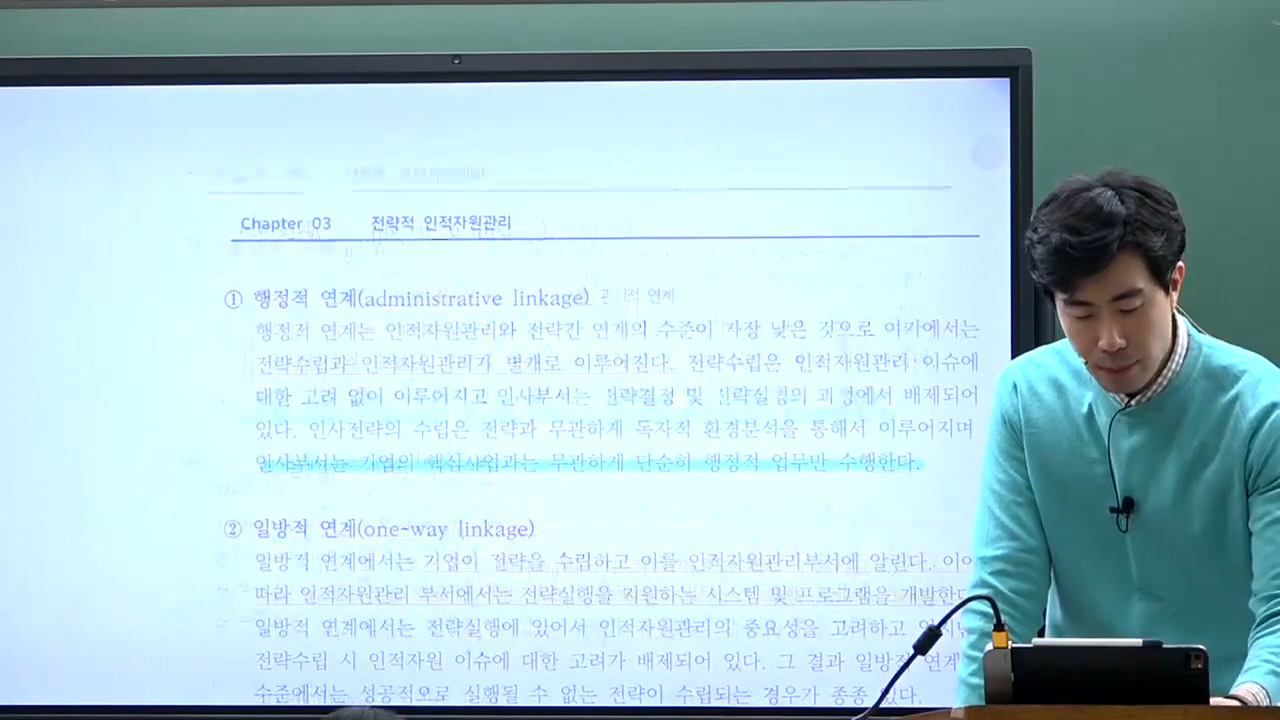 Chapter 03 전략적 인적자원관리
① 행정적 연계(administrative linkage)
행정적 연계는 인적자원관리와 전략간 연계의 수준이 가장 낮은 것으로 여기에서는
전략수립과 인적자원관리가 별개로 이루어진다. 전략수립은 인적자원관리 이슈에
대한 고려 없이 이루어지고 인사부서는 전략결정 및 전략실행의 과정에서 배제되어
있다. 인사전략의 수립은 전략과 무관하게 독자적 환경분석을 통해서 이루어지며
인사부서는 기업의 핵심사업과는 무관하게 단순히 행정적 업무만 수행한다.
② 일방적 연계(one-way linkage)
일방적 연계에서는 기업이 전략을 수립하고 이를 인적자원관리부서에 알린다.
따라 인적자원관리 부서에서는 전략실행을 지원하는 시스템 및 프로그램을
일방적 연계에서는 전략실행에 있어서 인적자원관리의 중요성을 고려하고
전략수립 시 인적자원 이슈에 대한 고려가 배제되어 있다. 그 결과 일방적 연계
수준에서는 성공적으로 실행될 수 없는 전략이 수립되는 경우가 종종 있다.